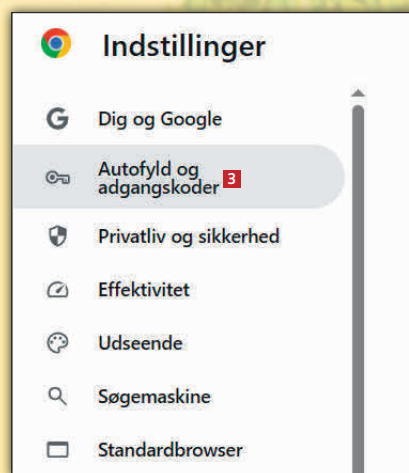 Indstillinger
Dig og Google
Autofyld og
adgangskoder 3
Privatliv og sikkerhed
Effektivitet
Udseende
Søgemaskine
Standardbrowser